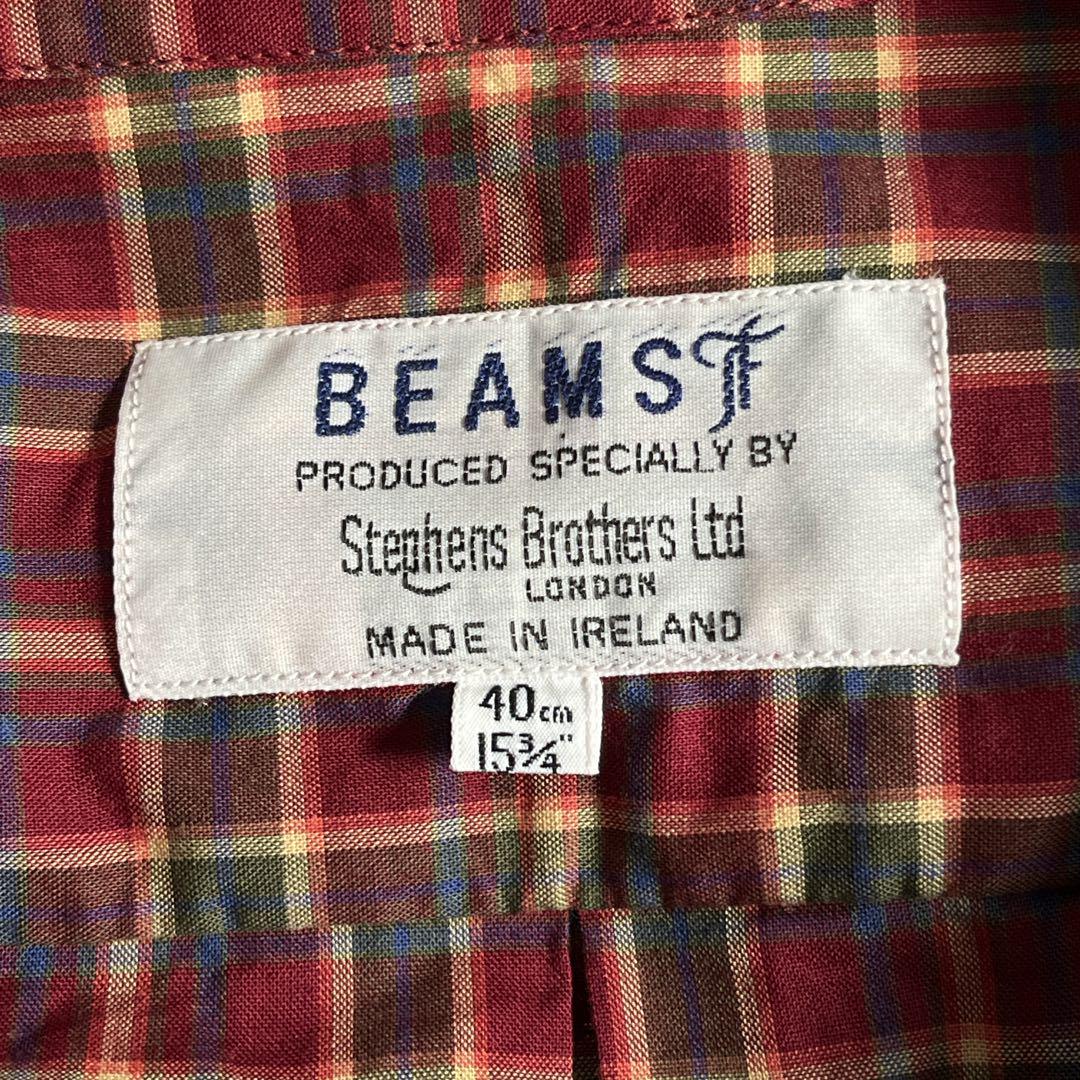 BEAMS F
PRODUCED SPECIALLY BY
Stephens Brothers Ltd
LONDON
MADE IN IRELAND
40cm
15¾"